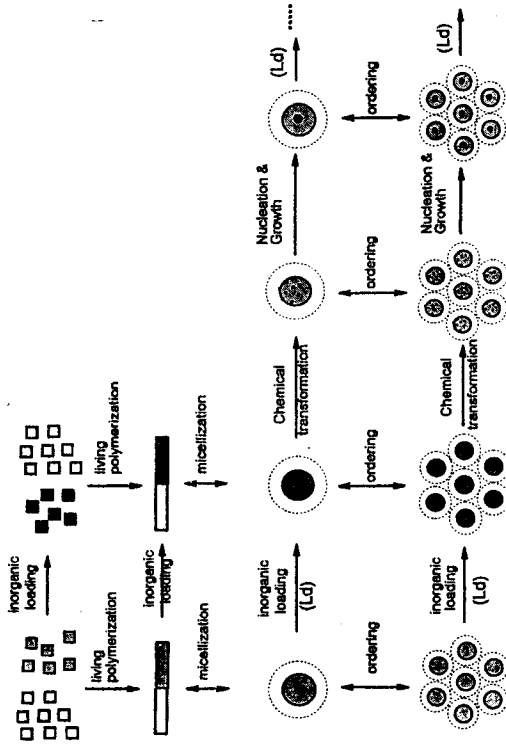 inorganic
loading
living
polymerization
living
polymerization
inorganic
loading
micellization
micellization
inorganic
loading
(Ld)
Chemical
transformation
Nucleation &
Growth
(Ld)
.....
ordering
ordering
ordering
ordering
inorganic
loading
(Ld)
Chemical
transformation
Nucleation &
Growth
(Ld)